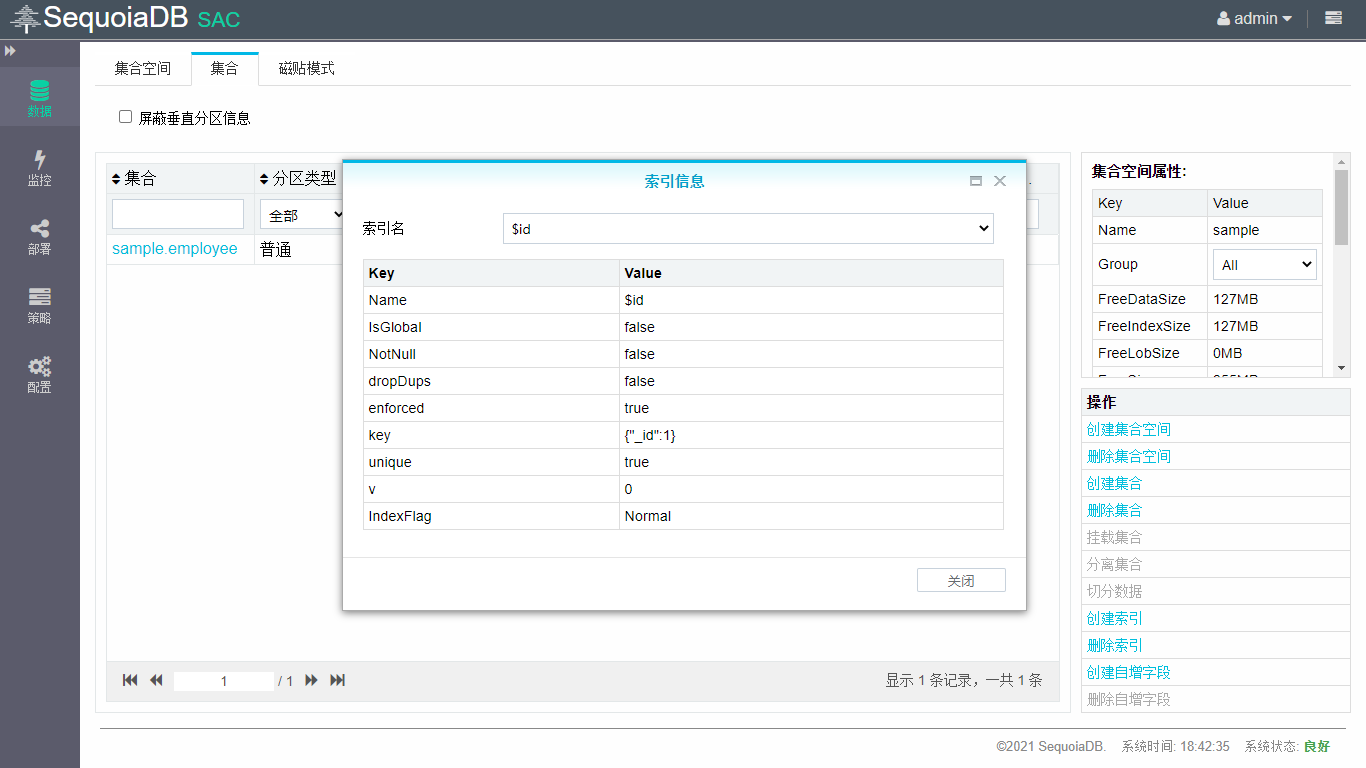 SequoiaDB SAC
admin
数据
监控
部署
策略
配置
集合空间 集合 磁贴模式
屏蔽垂直分区信息
集合 分区类型
全部
sample.employee 普通
1 / 1
显示 1 条记录，一共 1 条
索引信息
索引名 $id
Key Value
Name $id
IsGlobal false
NotNull false
dropDups false
enforced true
key {"_id":1}
unique true
v 0
IndexFlag Normal
关闭
集合空间属性:
Key Value
Name sample
Group All
FreeDataSize 127MB
FreeIndexSize 127MB
FreeLobSize 0MB
操作
创建集合空间
删除集合空间
创建集合
删除集合
挂载集合
分离集合
切分数据
创建索引
删除索引
创建自增字段
删除自增字段
©2021 SequoiaDB. 系统时间: 18:42:35 系统状态: 良好